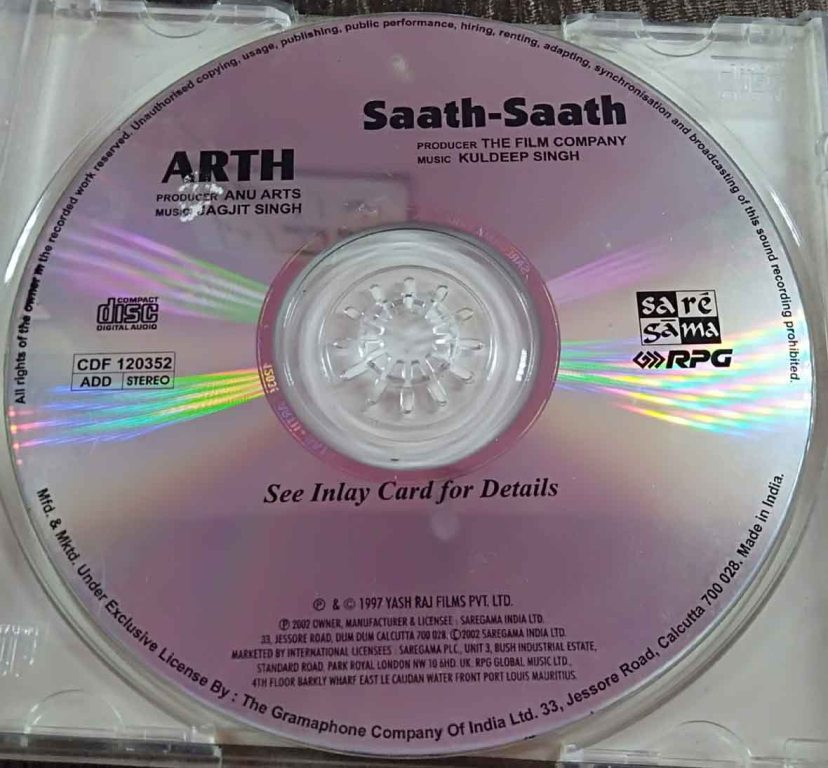 All rights of the owner in the recorded work reserved. Unauthorised copying, usage, publishing, public performance, hiring, renting, adapting, synchronisation and broadcasting of this sound recording prohibited.
Saath-Saath
PRODUCER THE FILM COMPANY
MUSIC KULDEEP SINGH
ARTH
PRODUCER ANU ARTS
MUSIC JAGJIT SINGH
COMPACT
disc
DIGITAL AUDIO
CDF 120352
ADD STEREO
sa ré
gama
RPG
See Inlay Card for Details
℗ & © 1997 YASH RAJ FILMS PVT. LTD.
℗ 2002 OWNER, MANUFACTURER & LICENSEE : SAREGAMA INDIA LTD.
33, JESSORE ROAD, DUM DUM CALCUTTA 700 028. ©2002 SAREGAMA INDIA LTD.
MARKETED BY INTERNATIONAL LICENSEES : SAREGAMA PLC., UNIT 3, BUSH INDUSTRIAL ESTATE,
STANDARD ROAD, PARK ROYAL LONDON NW 10 6HD. UK. RPG GLOBAL MUSIC LTD.,
4TH FLOOR BARKLY WHARF EAST LE CAUDAN WATER FRONT PORT LOUIS MAURITIUS.
Mfd. & Mktd. Under Exclusive License By : The Gramaphone Company Of India Ltd. 33, Jessore Road, Calcutta 700 028. Made in India.